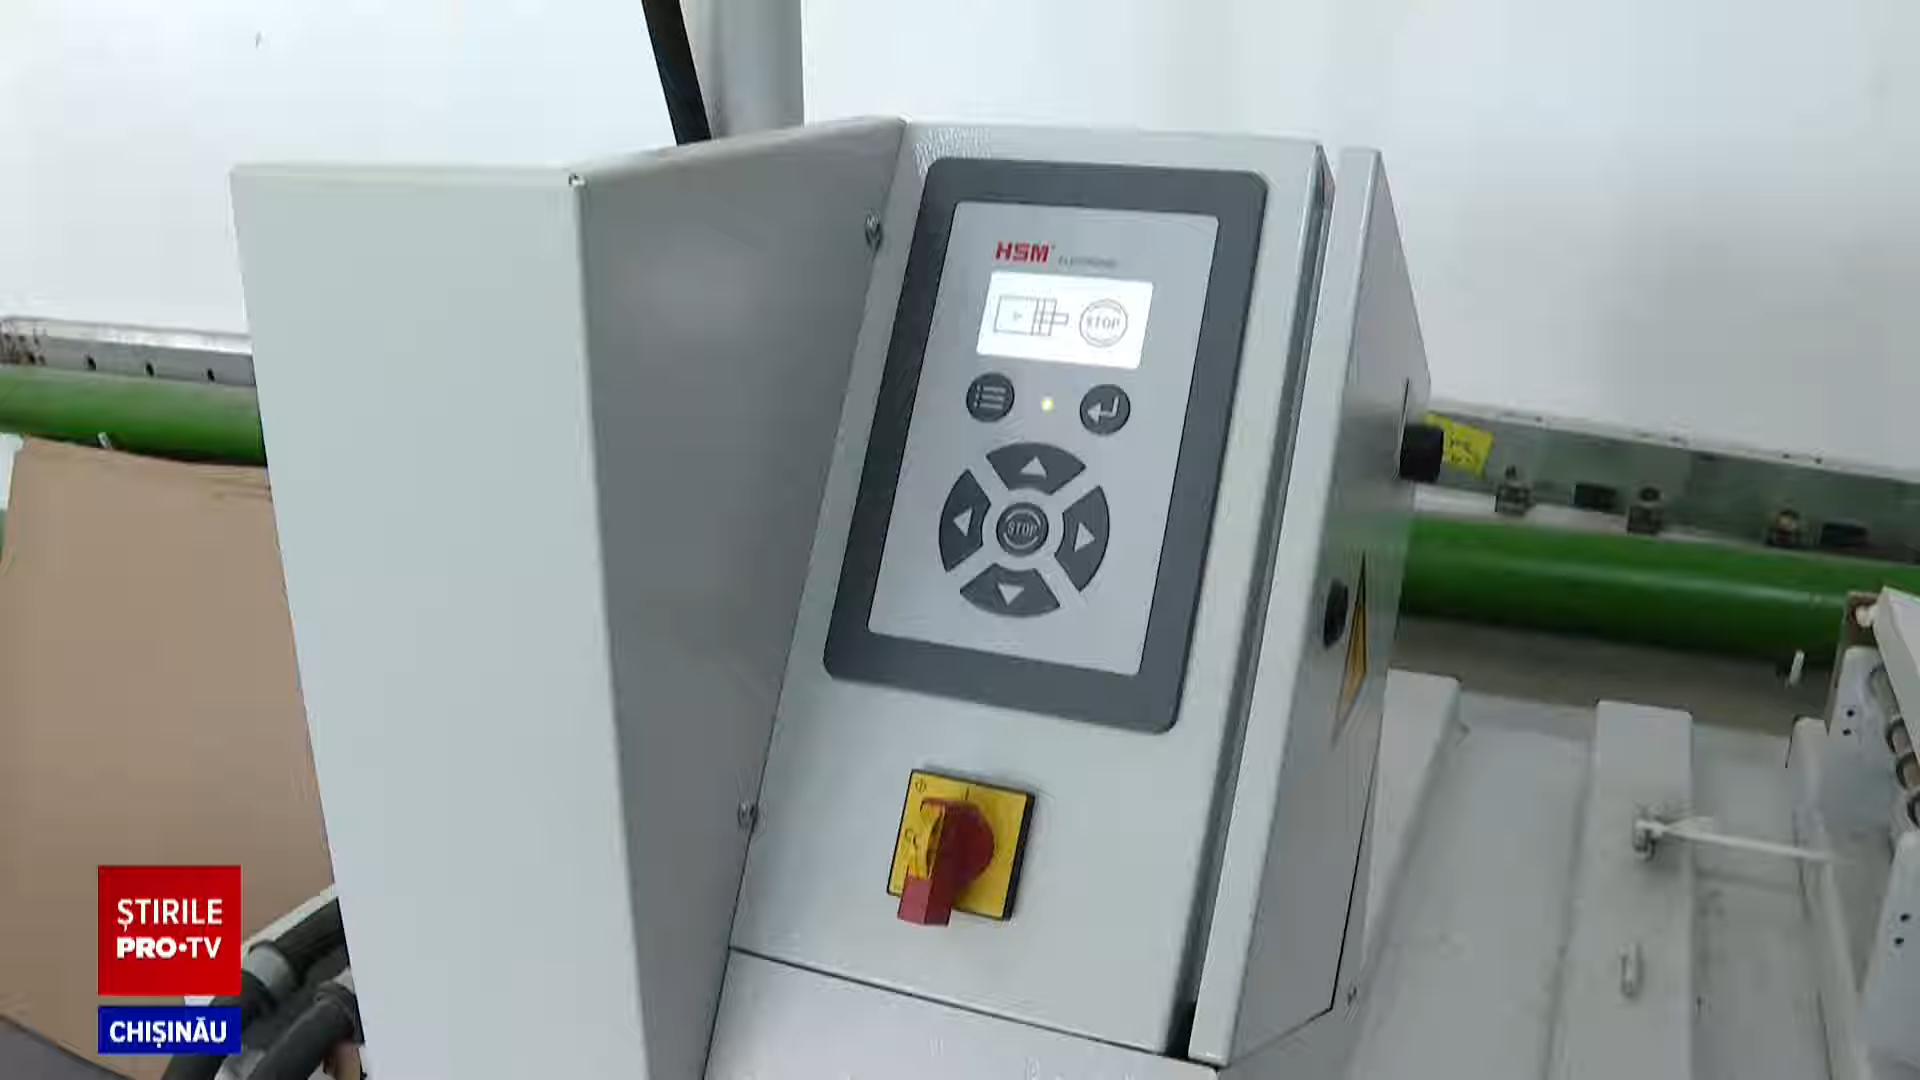 HSM
STOP
STOP
ȘTIRILE
PRO•TV
CHIȘINĂU